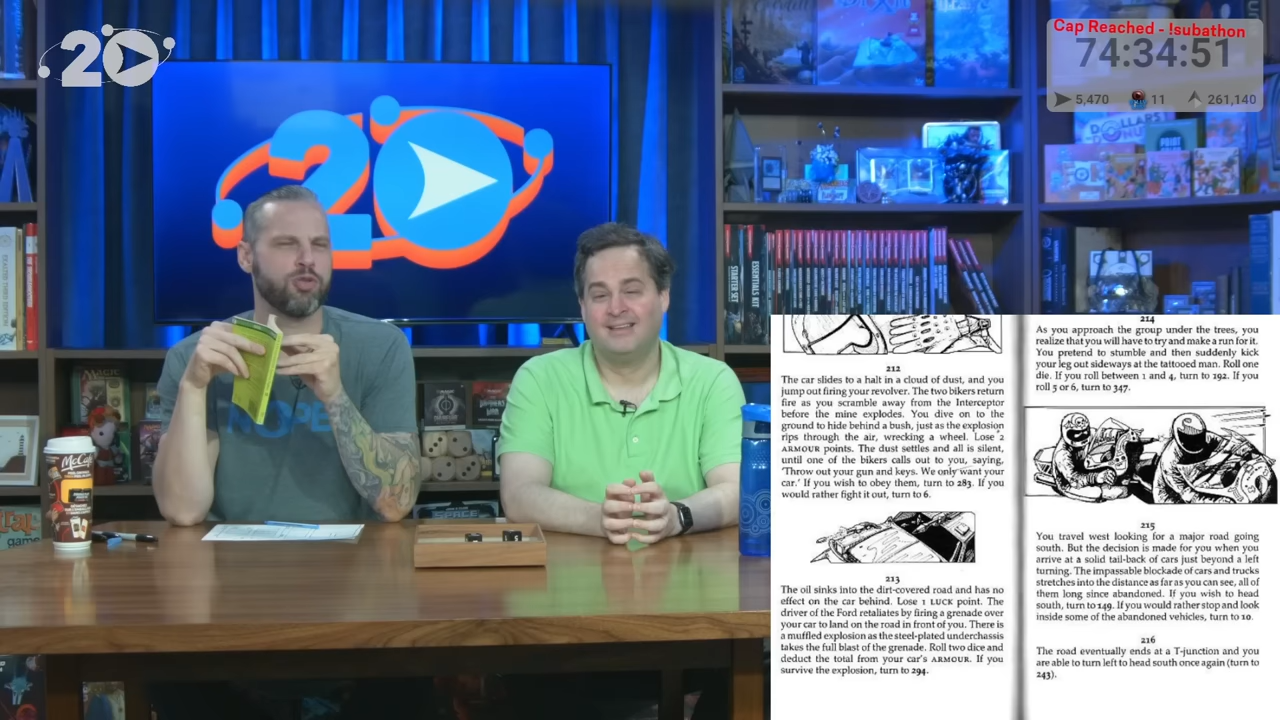 20
Cap Reached - !subathon
74:34:51
5,470
11
261,140
20
STARTER SET
ESSENTIALS KIT
NOPE
McCafé
212
The car slides to a halt in a cloud of dust, and you
jump out firing your revolver. The two bikers return
fire as you scramble away from the Interceptor
before the mine explodes. You dive on to the
ground to hide behind a bush, just as the explosion
rips through the air, wrecking a wheel. Lose 2
ARMOUR points. The dust settles and all is silent,
until one of the bikers calls out to you, saying,
'Throw out your gun and keys. We only want your
car.' If you wish to obey them, turn to 283. If you
would rather fight it out, turn to 6.
213
The oil sinks into the dirt-covered road and has no
effect on the car behind. Lose 1 LUCK point. The
driver of the Ford retaliates by firing a grenade over
your car to land on the road in front of you. There is
a muffled explosion as the steel-plated underchassis
takes the full blast of the grenade. Roll two dice and
deduct the total from your car's ARMOUR. If you
survive the explosion, turn to 294.
214
As you approach the group under the trees, you
realize that you will have to try and make a run for it.
You pretend to stumble and then suddenly kick
your leg out sideways at the tattooed man. Roll one
die. If you roll between 1 and 4, turn to 192. If you
roll 5 or 6, turn to 347.
215
You travel west looking for a major road going
south. But the decision is made for you when you
arrive at a solid tail-back of cars just beyond a left
turning. The impassable blockade of cars and trucks
stretches into the distance as far as you can see, all of
them long since abandoned. If you wish to head
south, turn to 149. If you would rather stop and look
inside some of the abandoned vehicles, turn to 10.
216
The road eventually ends at a T-junction and you
are able to turn left to head south once again (turn to
243).